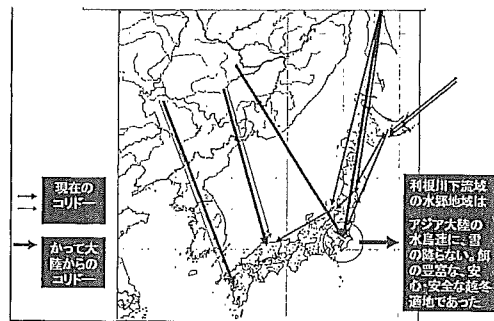 現在の
コリドー
かつて大
陸からの
コリドー
利根川下流域
の水郷地域は
アジア大陸の
水鳥達に、雪
の降らない。餌
の豊富な、安
心・安全な越冬
適地であった